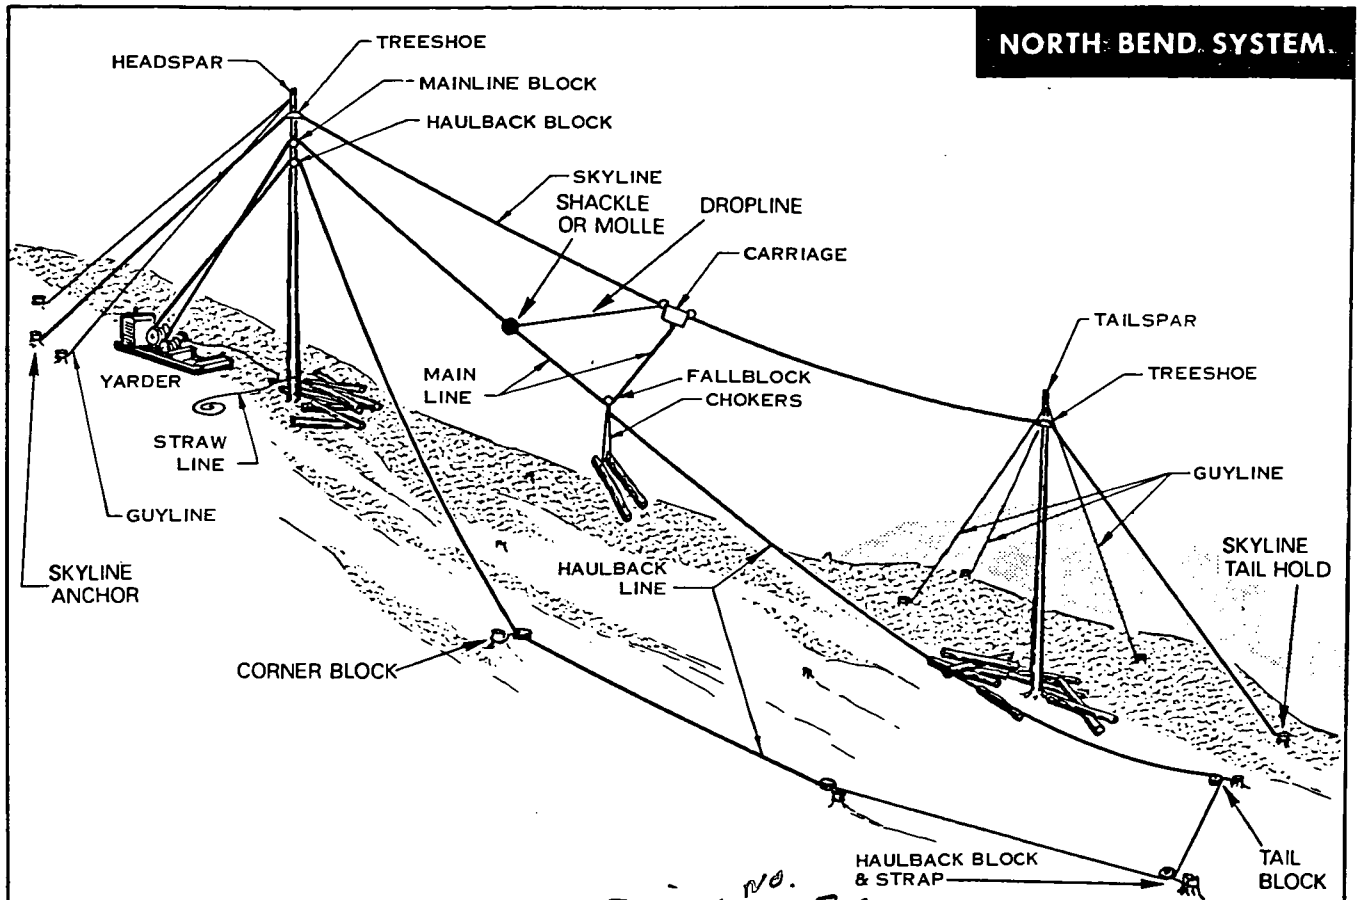 NORTH BEND SYSTEM.
TREESHOE
HEADSPAR
MAINLINE BLOCK
HAULBACK BLOCK
SKYLINE
SHACKLE
OR MOLLE
DROPLINE
CARRIAGE
TAILSPAR
TREESHOE
YARDER
MAIN
LINE
FALLBLOCK
CHOKERS
STRAW
LINE
GUYLINE
GUYLINE
SKYLINE
ANCHOR
HAULBACK
LINE
SKYLINE
TAIL HOLD
CORNER BLOCK
HAULBACK BLOCK
& STRAP
TAIL
BLOCK
No.